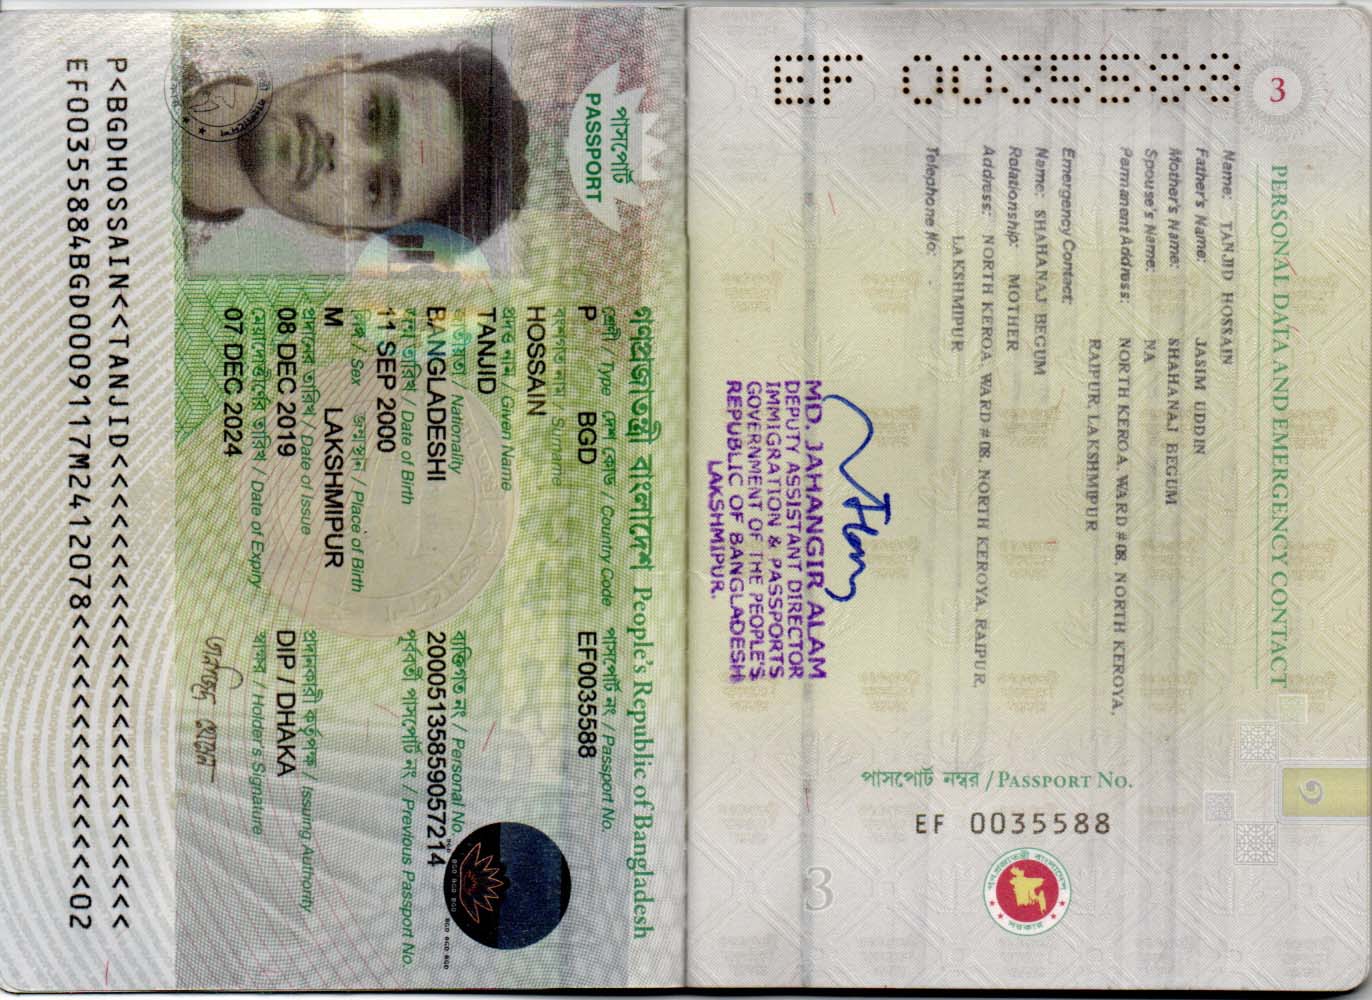 3
PERSONAL DATA AND EMERGENCY CONTACT
Name: TANJID HOSSAIN
Father's Name: JASIM UDDIN
Mother's Name: SHAHANAJ BEGUM
Spouse's Name: NA
Permanent Address: NORTH KEROA, WARD #08, NORTH KEROYA,
RAIPUR, LAKSHMIPUR
Emergency Contact:
Name: SHAHANAJ BEGUM
Relationship: MOTHER
Address: NORTH KEROA, WARD #08, NORTH KEROYA, RAIPUR,
LAKSHMIPUR
Telephone No:
MD. JAHANGIR ALAM
DEPUTY ASSISTANT DIRECTOR
IMMIGRATION & PASSPORTS
GOVERNMENT OF THE PEOPLE'S
REPUBLIC OF BANGLADESH
LAKSHMIPUR.
৩
পাসপোর্ট নম্বর / PASSPORT NO.
EF 0035588
3
গণপ্রজাতন্ত্রী বাংলাদেশ People's Republic of Bangladesh
পাসপোর্ট
PASSPORT
শ্রেণী / Type দেশ কোড / Country Code পাসপোর্ট নং / Passport No.
P BGD EF0035588
বংশগত নাম / Surname
HOSSAIN
প্রদত্ত নাম / Given Name
TANJID
জাতীয়তা / Nationality ব্যক্তিগত নং / Personal No.
BANGLADESHI 20005135859057214
জন্ম তারিখ / Date of Birth পূর্ববর্তী পাসপোর্ট নং / Previous Passport No.
11 SEP 2000
লিঙ্গ / Sex জন্মস্থান / Place of Birth
M LAKSHMIPUR
প্রদানের তারিখ / Date of Issue প্রদানকারী কর্তৃপক্ষ / Issuing Authority
08 DEC 2019 DIP / DHAKA
মেয়াদোত্তীর্ণের তারিখ / Date of Expiry স্বাক্ষর / Holder's Signature
07 DEC 2024
P<BGDHOSSAIN<<TANJID<<<<<<<<<<<<<<<<<<<<<<<<
EF00355884BGD0009117M2412078<<<<<<<<<<<<<<02